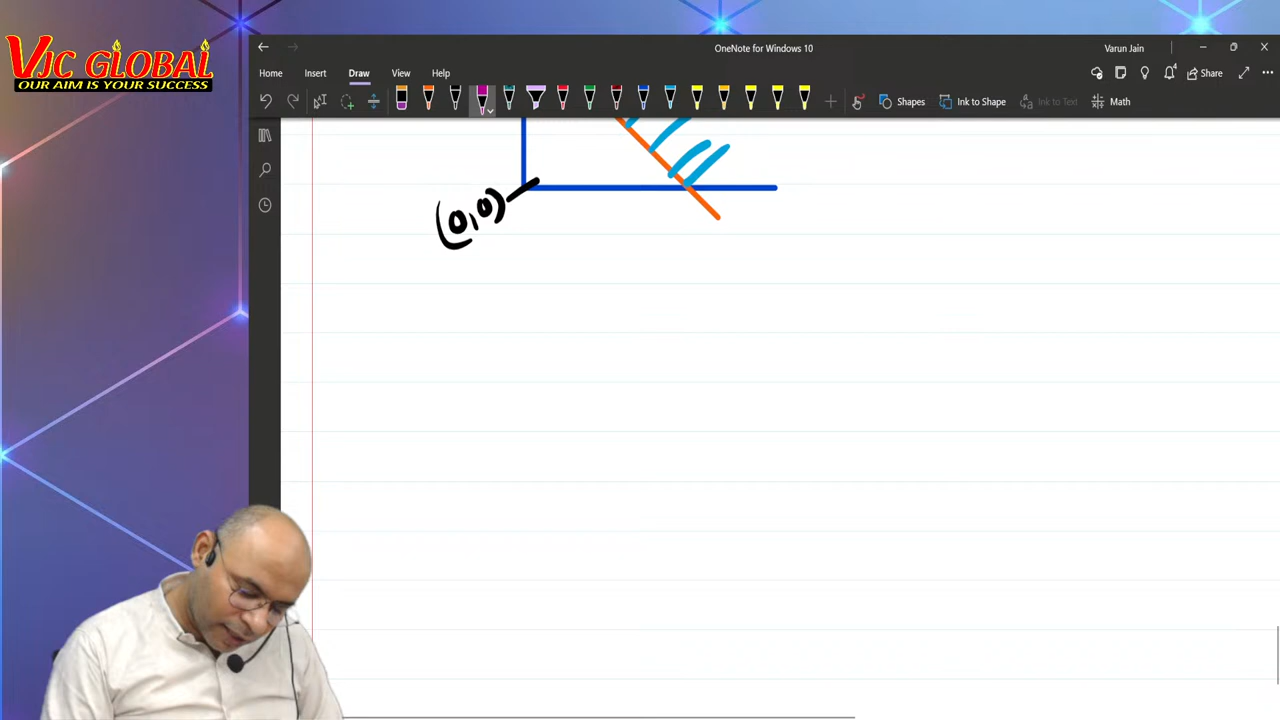 VJC GLOBAL
OUR AIM IS YOUR SUCCESS
OneNote for Windows 10
Varun Jain
Home Insert Draw View Help
4
Share
Shapes
Ink to Shape
Ink to Text
Math
(0,0)